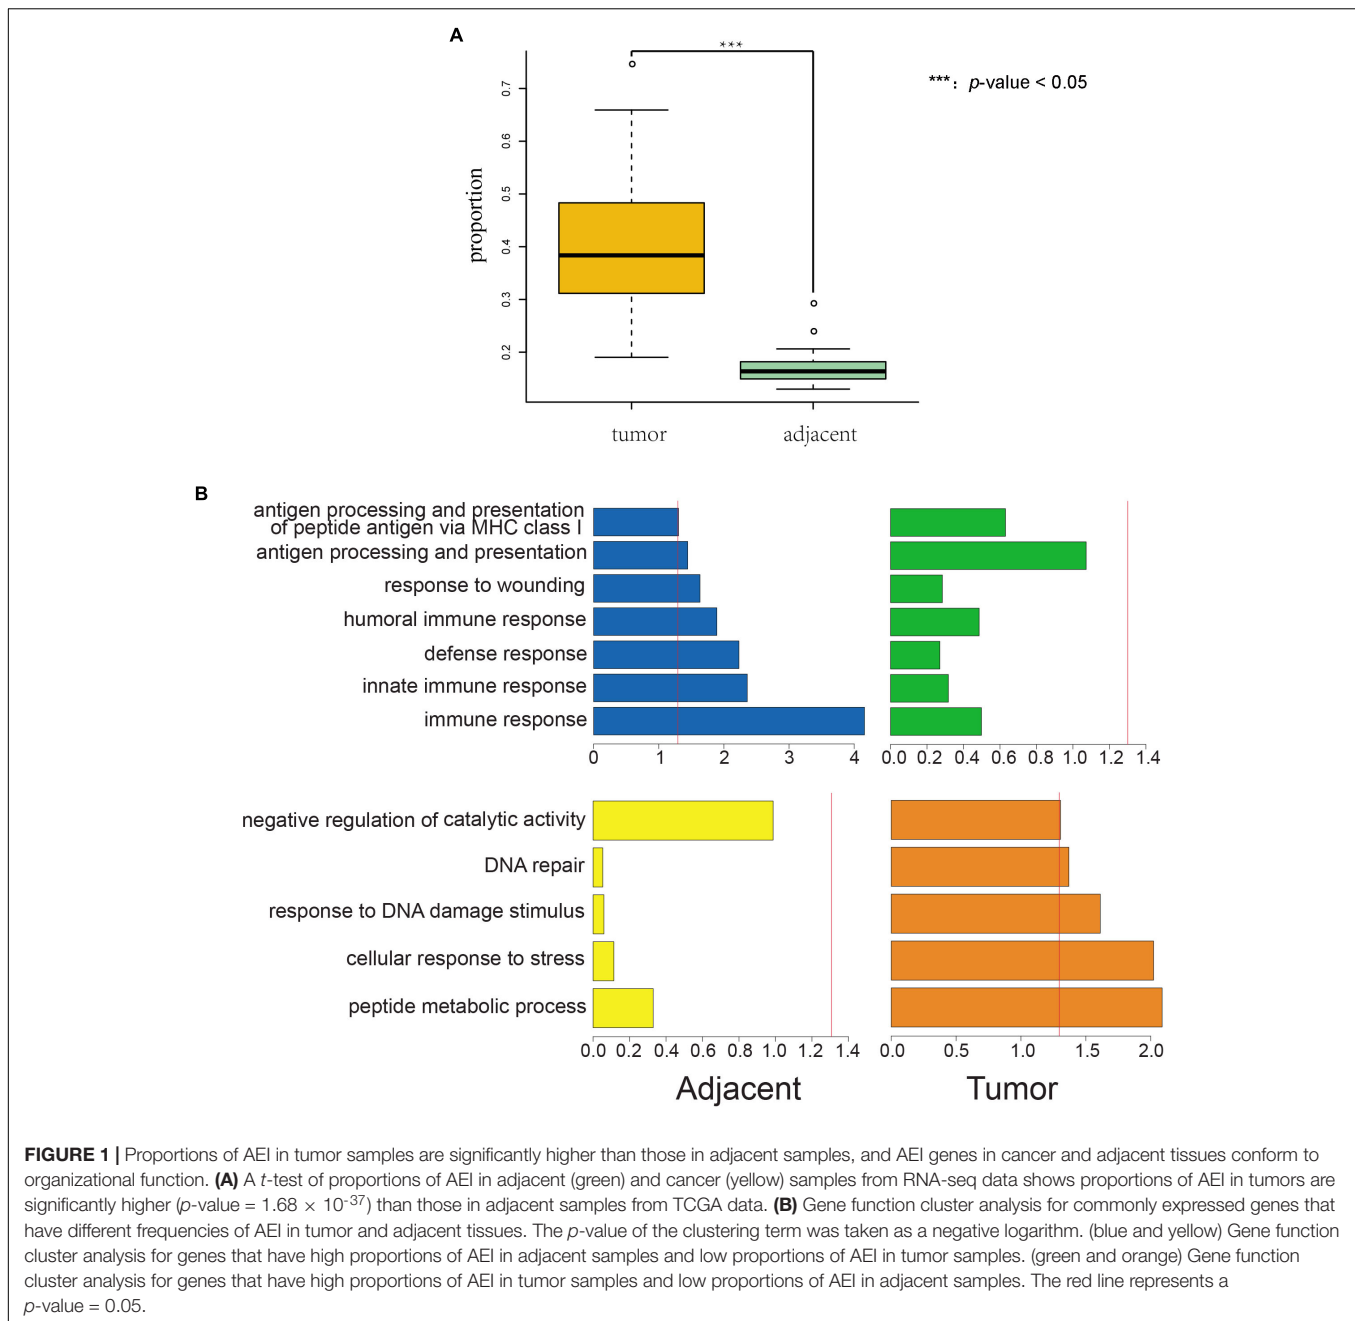 A
***
***: p-value < 0.05
proportion
0.7
0.6
0.5
0.4
0.3
0.2
tumor adjacent
B
antigen processing and presentation
of peptide antigen via MHC class I
antigen processing and presentation
response to wounding
humoral immune response
defense response
innate immune response
immune response
0 1 2 3 4
0.0 0.2 0.4 0.6 0.8 1.0 1.2 1.4
negative regulation of catalytic activity
DNA repair
response to DNA damage stimulus
cellular response to stress
peptide metabolic process
0.0 0.2 0.4 0.6 0.8 1.0 1.2 1.4
0.0 0.5 1.0 1.5 2.0
Adjacent Tumor
FIGURE 1 | Proportions of AEI in tumor samples are significantly higher than those in adjacent samples, and AEI genes in cancer and adjacent tissues conform to
organizational function. (A) A t-test of proportions of AEI in adjacent (green) and cancer (yellow) samples from RNA-seq data shows proportions of AEI in tumors are
significantly higher (p-value = 1.68 × 10⁻³⁷) than those in adjacent samples from TCGA data. (B) Gene function cluster analysis for commonly expressed genes that
have different frequencies of AEI in tumor and adjacent tissues. The p-value of the clustering term was taken as a negative logarithm. (blue and yellow) Gene function
cluster analysis for genes that have high proportions of AEI in adjacent samples and low proportions of AEI in tumor samples. (green and orange) Gene function
cluster analysis for genes that have high proportions of AEI in tumor samples and low proportions of AEI in adjacent samples. The red line represents a
p-value = 0.05.